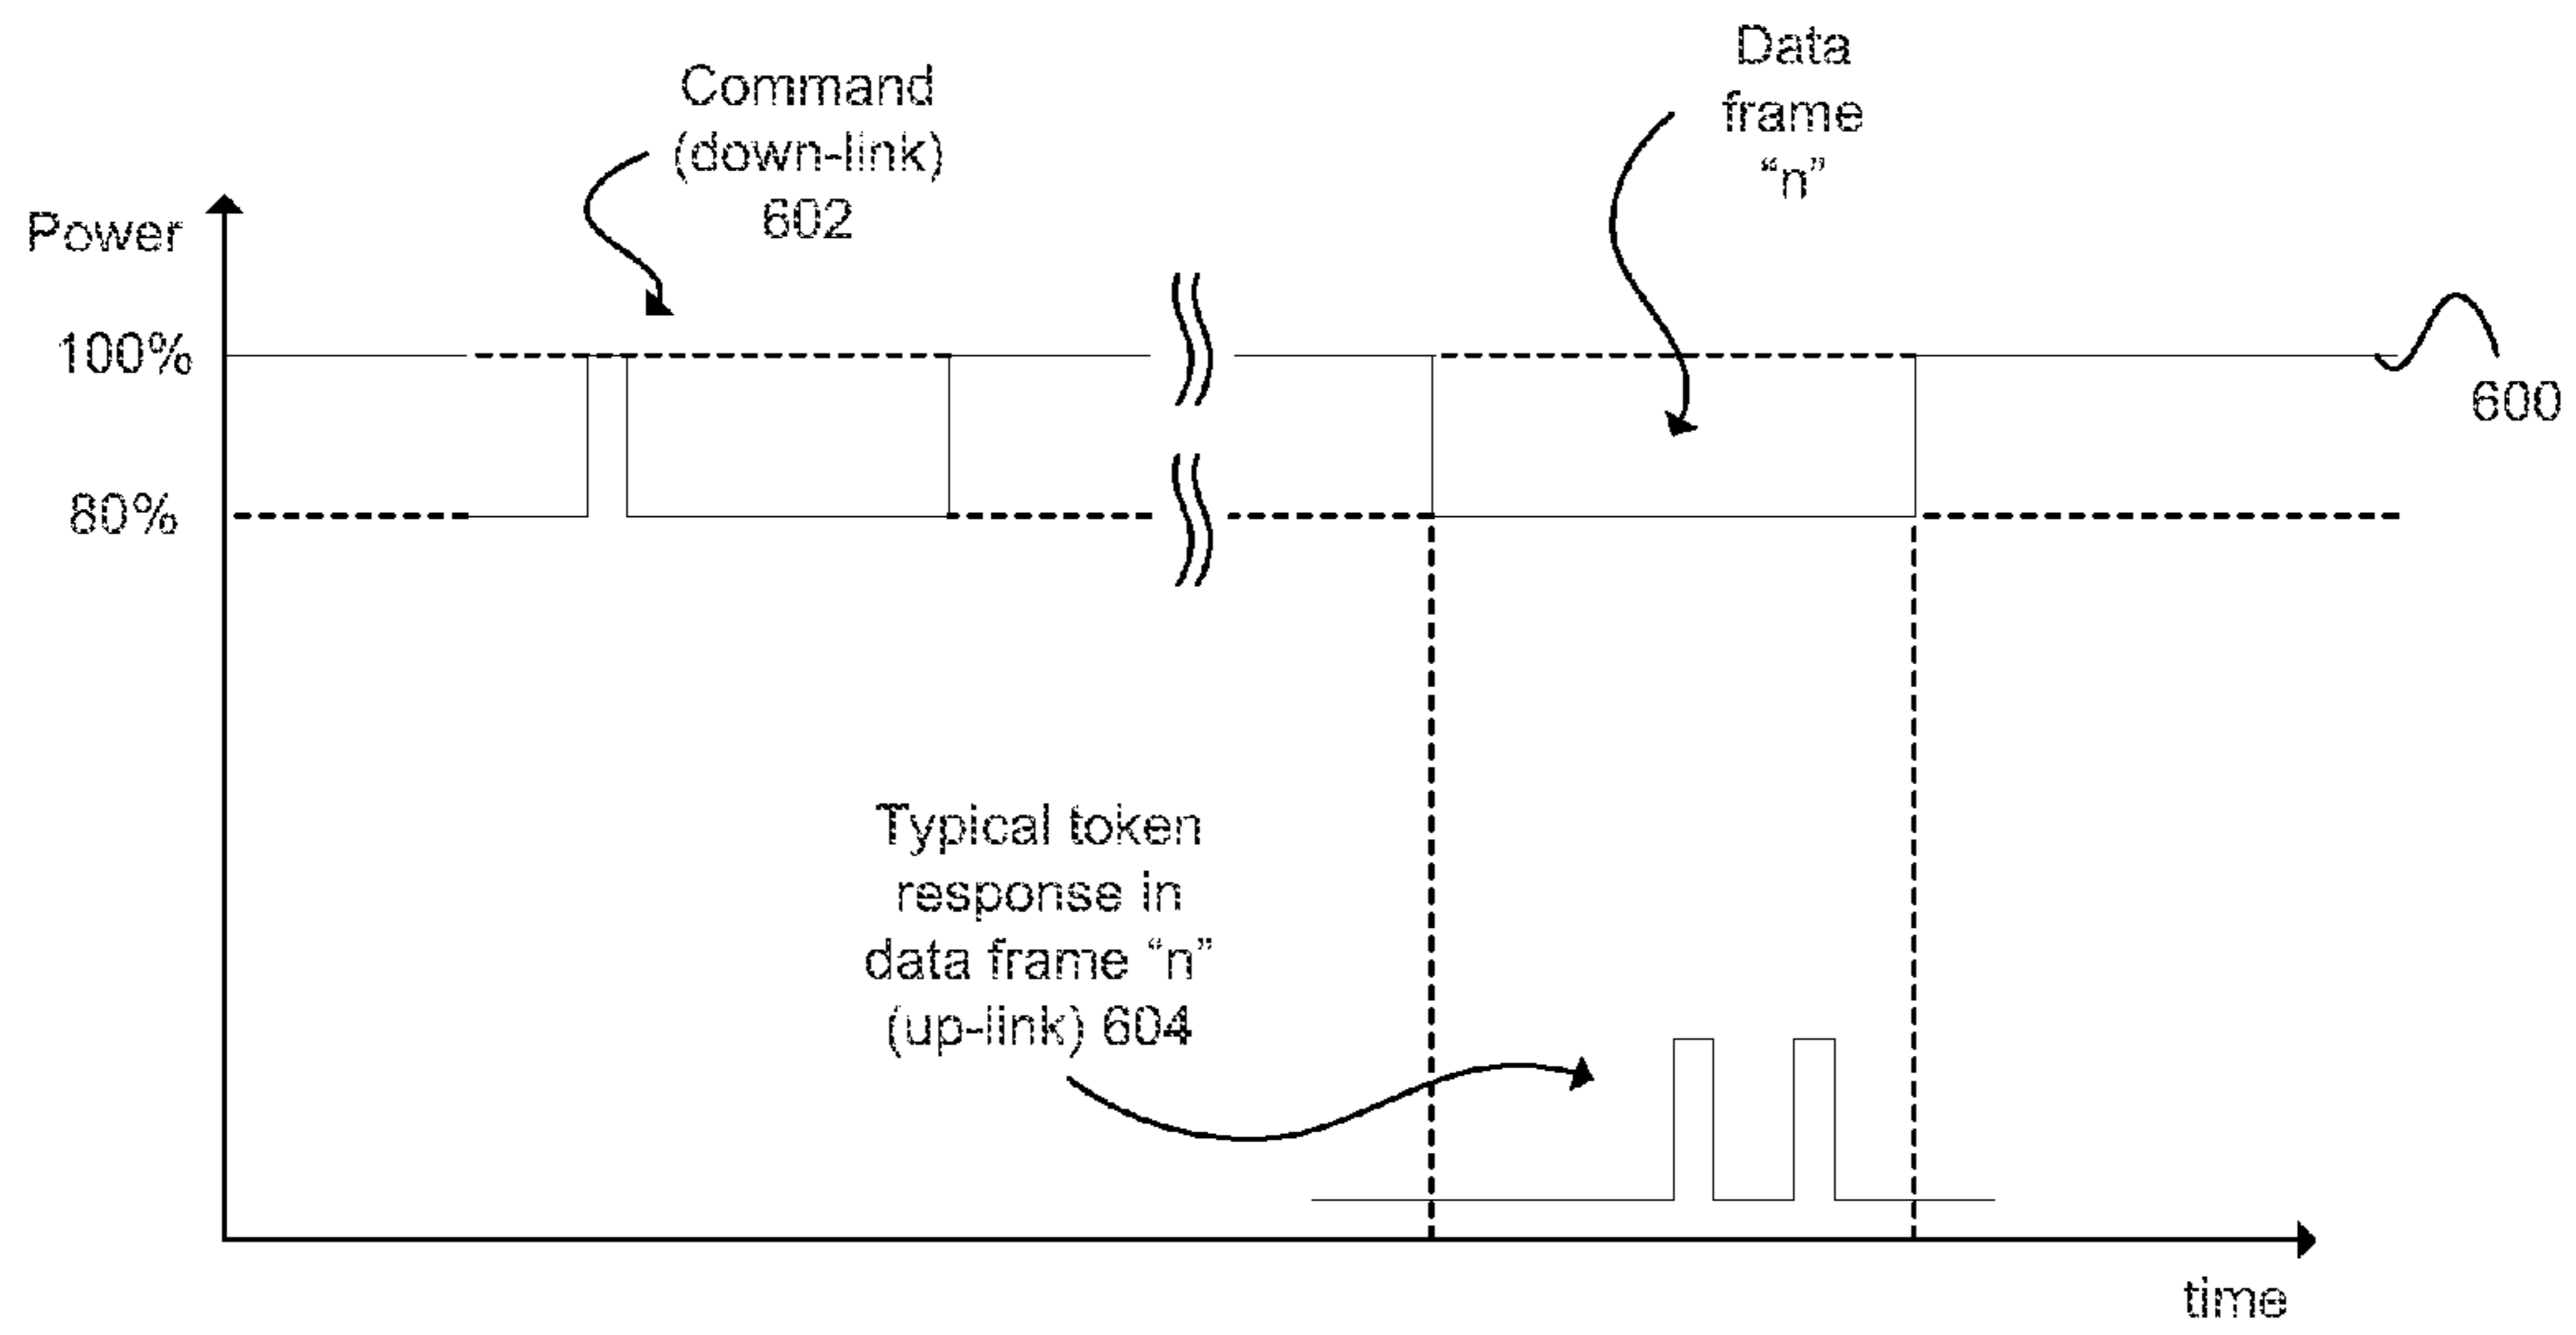 Data
frame
“n”
Command
(down-link)
602
Power
100%
600
80%
Typical token
response in
data frame “n”
(up-link) 604
time